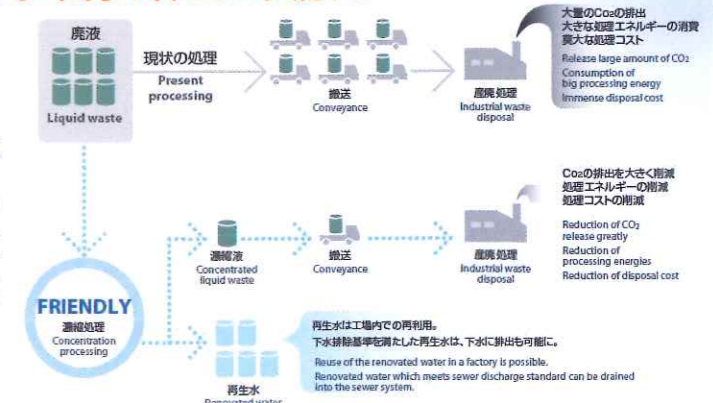 廃液
Liquid waste
現状の処理
Present
processing
搬送
Conveyance
産廃処理
Industrial waste
disposal
大量のCo2の排出
大きな処理エネルギーの消費
莫大な処理コスト
Release large amount of CO2
Consumption of
big processing energy
Immense disposal cost
FRIENDLY
濃縮処理
Concentration
processing
濃縮液
Concentrated
liquid waste
搬送
Conveyance
産廃処理
Industrial waste
disposal
Co2の排出を大きく削減
処理エネルギーの削減
処理コストの削減
Reduction of CO2
release greatly
Reduction of
processing energies
Reduction of disposal cost
再生水
Renovated water
再生水は工場内での再利用。
下水排除基準を満たした再生水は、下水に排出も可能に。
Reuse of the renovated water in a factory is possible.
Renovated water which meets sewer discharge standard can be drained
into the sewer system.